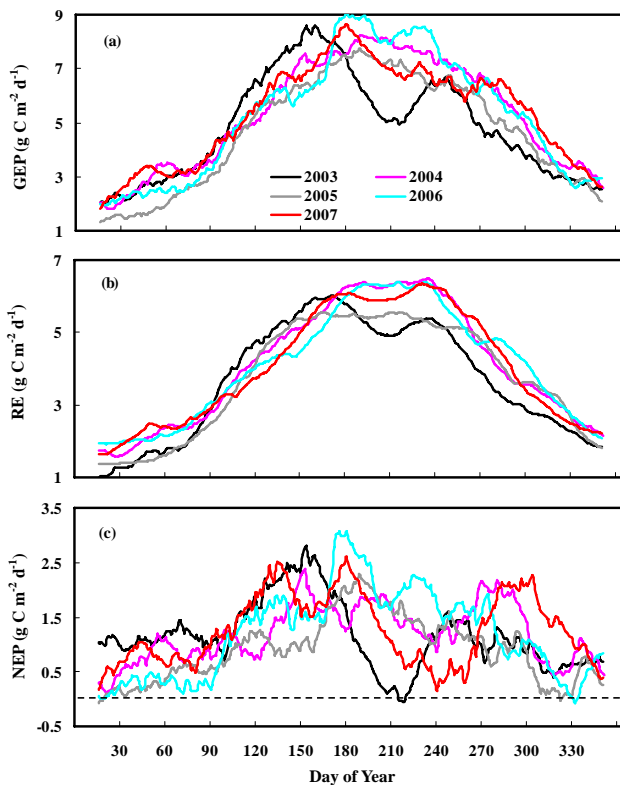 (a)
9
7
5
3
1
GEP (g C m-2 d-1)
2003 2004
2005 2006
2007
(b)
7
5
3
1
RE (g C m-2 d-1)
(c)
3.5
2.5
1.5
0.5
-0.5
NEP (g C m-2 d-1)
30 60 90 120 150 180 210 240 270 300 330
Day of Year